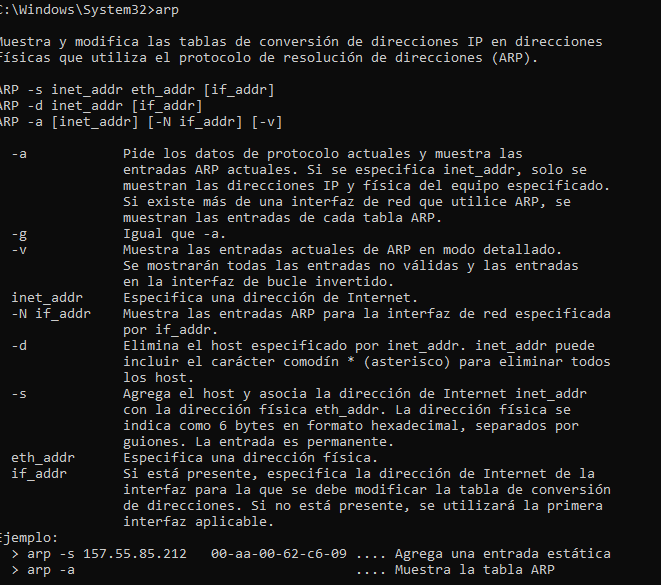 C:\Windows\System32>arp
Muestra y modifica las tablas de conversión de direcciones IP en direcciones
físicas que utiliza el protocolo de resolución de direcciones (ARP).
ARP -s inet_addr eth_addr [if_addr]
ARP -d inet_addr [if_addr]
ARP -a [inet_addr] [-N if_addr] [-v]
-a Pide los datos de protocolo actuales y muestra las
entradas ARP actuales. Si se especifica inet_addr, solo se
muestran las direcciones IP y física del equipo especificado.
Si existe más de una interfaz de red que utilice ARP, se
muestran las entradas de cada tabla ARP.
-g Igual que -a.
-v Muestra las entradas actuales de ARP en modo detallado.
Se mostrarán todas las entradas no válidas y las entradas
en la interfaz de bucle invertido.
inet_addr Especifica una dirección de Internet.
-N if_addr Muestra las entradas ARP para la interfaz de red especificada
por if_addr.
-d Elimina el host especificado por inet_addr. inet_addr puede
incluir el carácter comodín * (asterisco) para eliminar todos
los host.
-s Agrega el host y asocia la dirección de Internet inet_addr
con la dirección física eth_addr. La dirección física se
indica como 6 bytes en formato hexadecimal, separados por
guiones. La entrada es permanente.
eth_addr Especifica una dirección física.
if_addr Si está presente, especifica la dirección de Internet de la
interfaz para la que se debe modificar la tabla de conversión
de direcciones. Si no está presente, se utilizará la primera
interfaz aplicable.
Ejemplo:
> arp -s 157.55.85.212 00-aa-00-62-c6-09 .... Agrega una entrada estática
> arp -a .... Muestra la tabla ARP